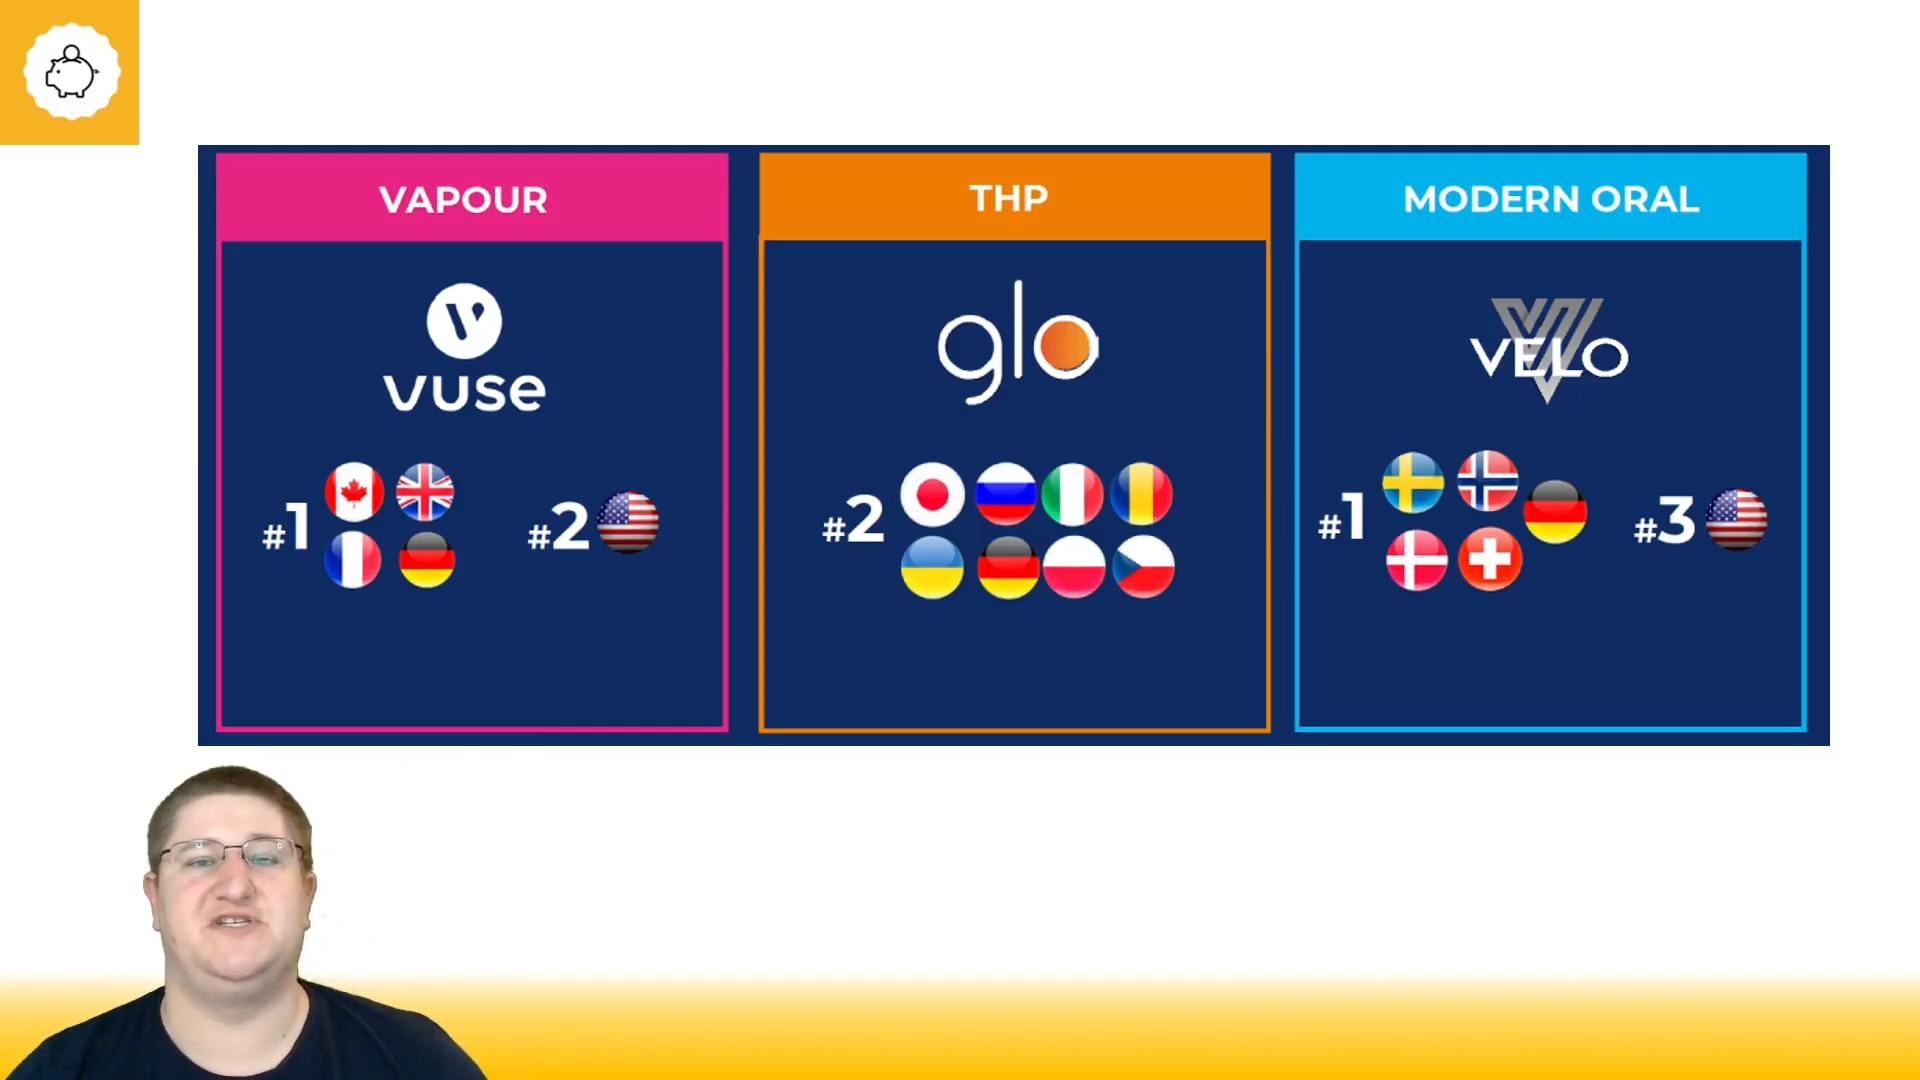 VAPOUR
vuse
#1
#2
THP
glo
#2
MODERN ORAL
VELO
#1
#3